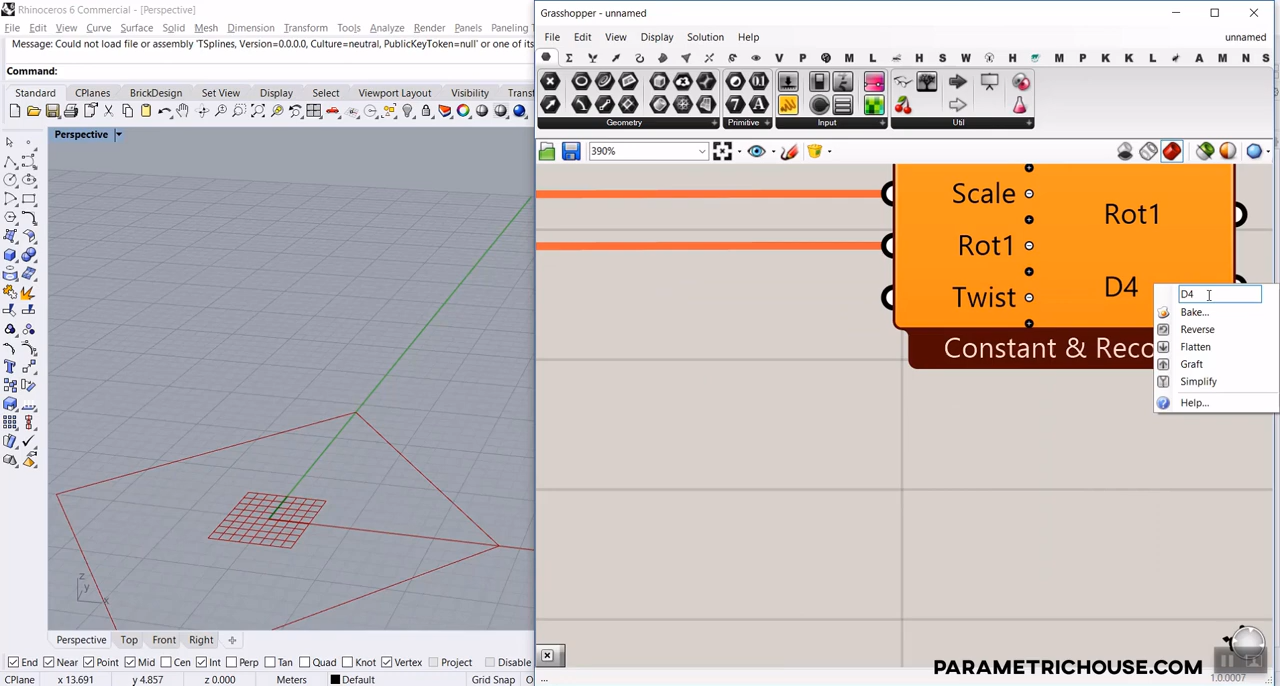 Rhinoceros 6 Commercial - [Perspective]
File Edit View Curve Surface Solid Mesh Dimension Transform Tools Analyze Render Panels Paneling
Message: Could not load file or assembly 'TSplines, Version=0.0.0.0, Culture=neutral, PublicKeyToken=null' or one of its
Command:
Standard CPlanes BrickDesign Set View Display Select Viewport Layout Visibility Trans
Perspective
z
y
x
Perspective Top Front Right
End Near Point Mid Cen Int Perp Tan Quad Knot Vertex Project Disable
CPlane x 13.691 y 4.857 z 0.000 Meters Default Grid Snap
Grasshopper - unnamed
File Edit View Display Solution Help unnamed
V P M L H S W H M P K K L A M N S
Geometry Primitive Input Util
390%
Scale
Rot1
Rot1
Twist
D4
Constant & Reco
D4
Bake...
Reverse
Flatten
Graft
Simplify
Help...
PARAMETRICHOUSE.COM
...
1.0.0007